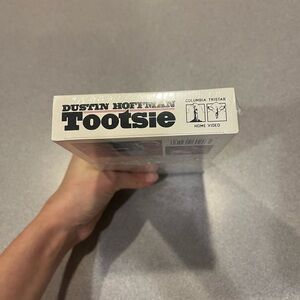 DUSTIN HOFFMAN
Tootsie
COLUMBIA TRISTAR
HOME VIDEO